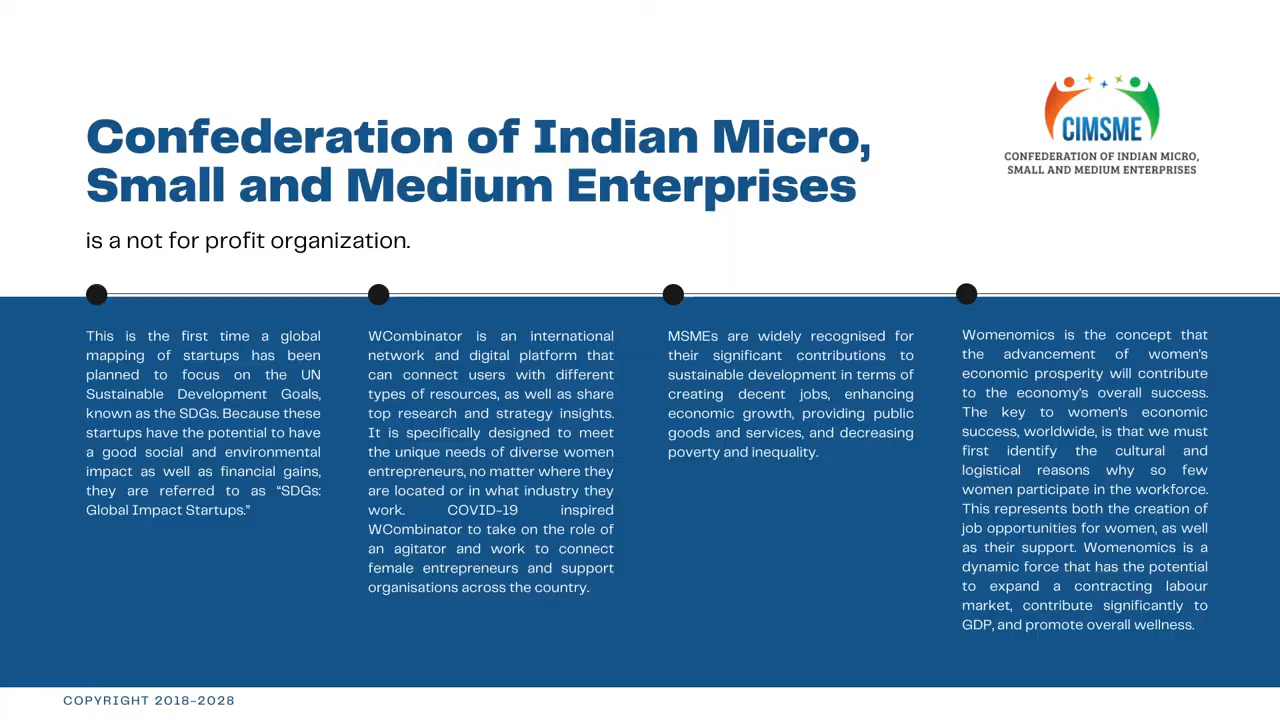 CIMSME
CONFEDERATION OF INDIAN MICRO,
SMALL AND MEDIUM ENTERPRISES
Confederation of Indian Micro,
Small and Medium Enterprises
is a not for profit organization.
This is the first time a global
mapping of startups has been
planned to focus on the UN
Sustainable Development Goals,
known as the SDGs. Because these
startups have the potential to have
a good social and environmental
impact as well as financial gains,
they are referred to as “SDGs:
Global Impact Startups.”
WCombinator is an international
network and digital platform that
can connect users with different
types of resources, as well as share
top research and strategy insights.
It is specifically designed to meet
the unique needs of diverse women
entrepreneurs, no matter where they
are located or in what industry they
work. COVID-19 inspired
WCombinator to take on the role of
an agitator and work to connect
female entrepreneurs and support
organisations across the country.
MSMEs are widely recognised for
their significant contributions to
sustainable development in terms of
creating decent jobs, enhancing
economic growth, providing public
goods and services, and decreasing
poverty and inequality.
Womenomics is the concept that
the advancement of women's
economic prosperity will contribute
to the economy's overall success.
The key to women's economic
success, worldwide, is that we must
first identify the cultural and
logistical reasons why so few
women participate in the workforce.
This represents both the creation of
job opportunities for women, as well
as their support. Womenomics is a
dynamic force that has the potential
to expand a contracting labour
market, contribute significantly to
GDP, and promote overall wellness.
COPYRIGHT 2018-2028